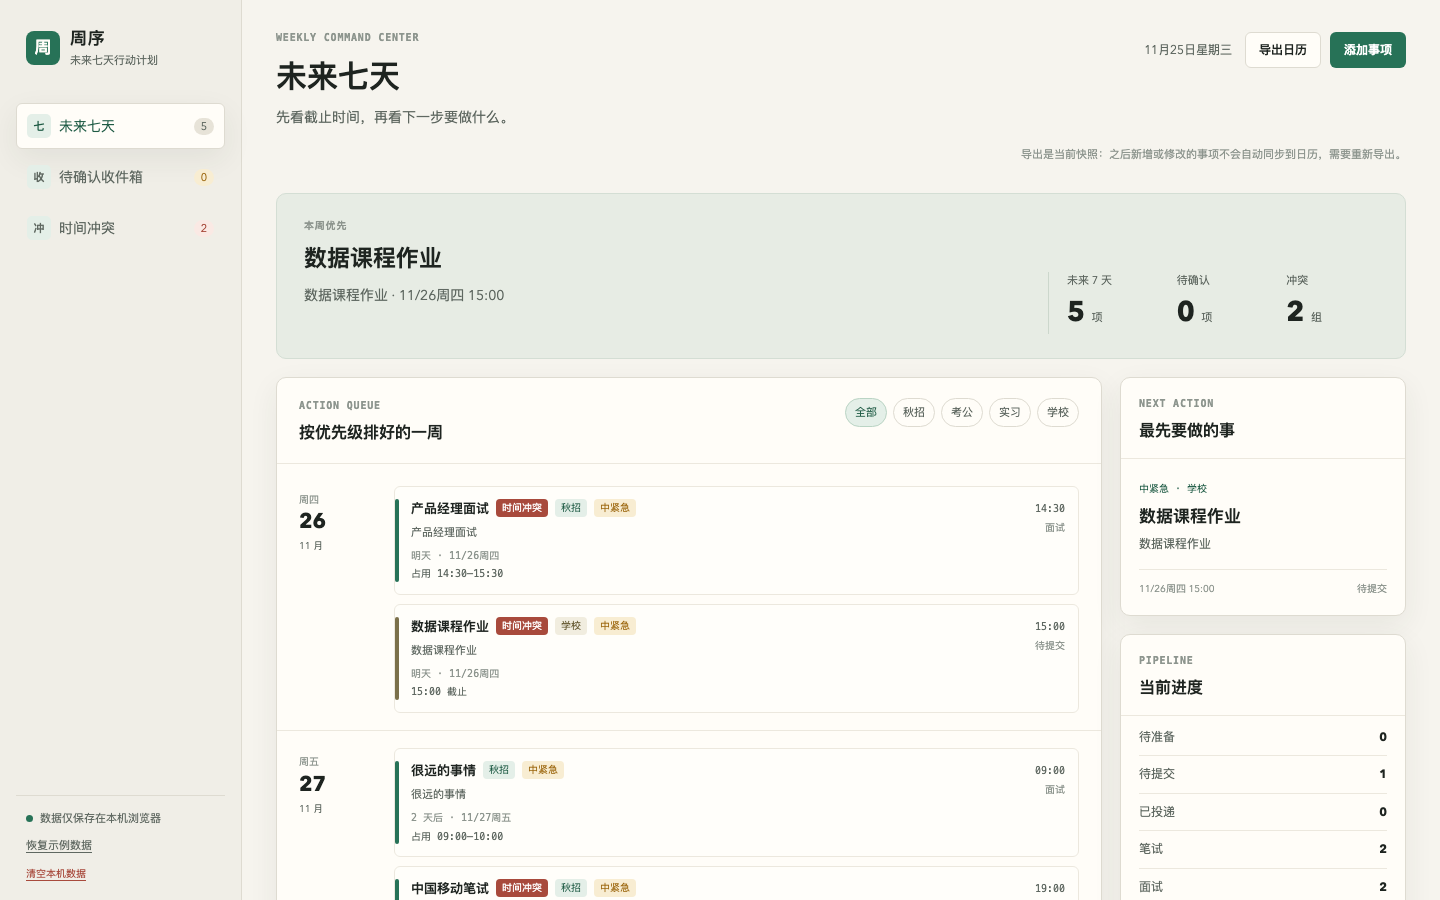 周
周序
未来七天行动计划
七 未来七天 5
收 待确认收件箱 0
冲 时间冲突 2
数据仅保存在本机浏览器
恢复示例数据
清空本机数据
WEEKLY COMMAND CENTER
未来七天
先看截止时间，再看下一步要做什么。
11月25日星期三
导出日历
添加事项
导出是当前快照：之后新增或修改的事项不会自动同步到日历，需要重新导出。
本周优先
数据课程作业
数据课程作业 · 11/26周四 15:00
未来 7 天
5 项
待确认
0 项
冲突
2 组
ACTION QUEUE
按优先级排好的一周
全部 秋招 考公 实习 学校
周四
26
11 月
产品经理面试 时间冲突 秋招 中紧急
产品经理面试
明天 · 11/26周四
占用 14:30–15:30
14:30
面试
数据课程作业 时间冲突 学校 中紧急
数据课程作业
明天 · 11/26周四
15:00 截止
15:00
待提交
周五
27
11 月
很远的事情 秋招 中紧急
很远的事情
2 天后 · 11/27周五
占用 09:00–10:00
09:00
面试
中国移动笔试 时间冲突 秋招 中紧急
19:00
NEXT ACTION
最先要做的事
中紧急 · 学校
数据课程作业
数据课程作业
11/26周四 15:00 待提交
PIPELINE
当前进度
待准备 0
待提交 1
已投递 0
笔试 2
面试 2